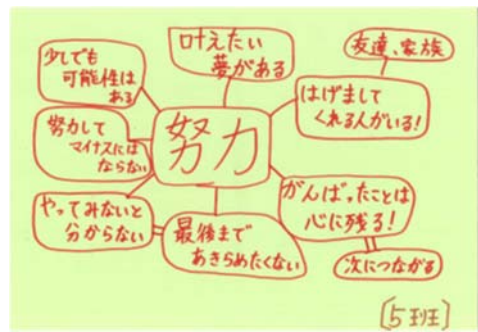 叶えたい
夢がある
友達、家族
少しでも
可能性は
ある
はげまして
くれる人がいる!
努力
努力して
マイナスには
ならない
がんばったことは
心に残る!
やってみないと
分からない
最後まで
あきらめたくない
次につながる
[5班]